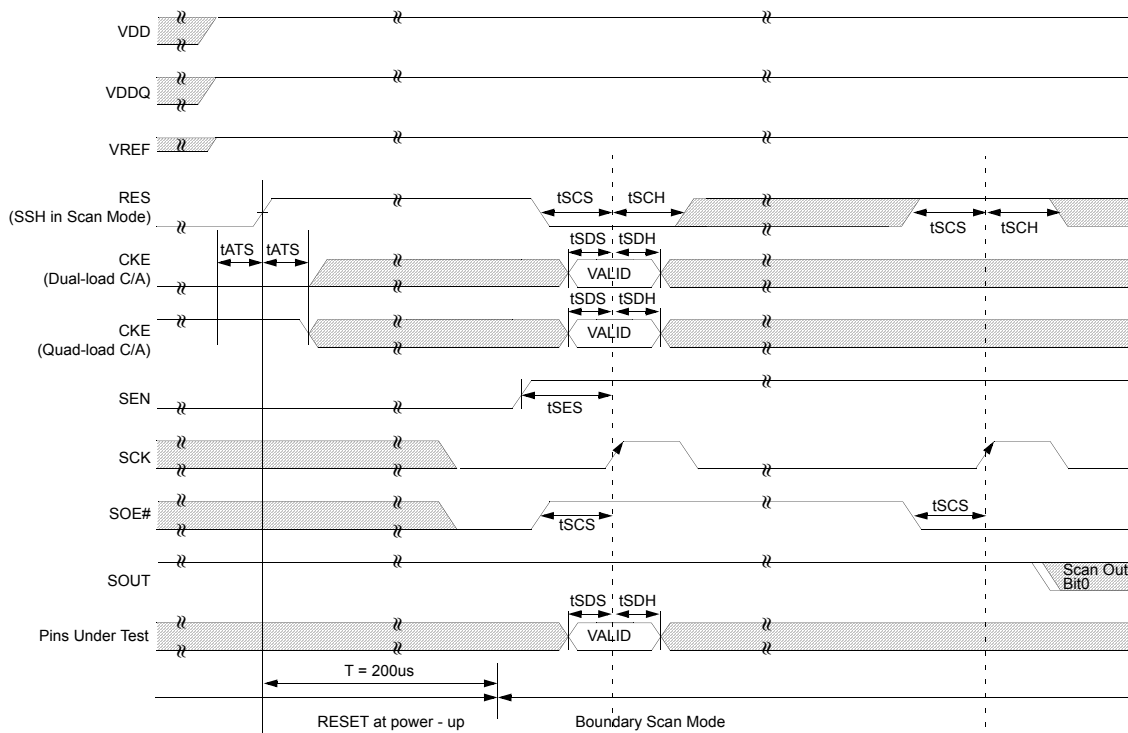 VDD
VDDQ
VREF
RES
(SSH in Scan Mode)
tSCS
tSCH
tSCS
tSCH
tATS
tATS
CKE
(Dual-load C/A)
tSDS
tSDH
VALID
CKE
(Quad-load C/A)
tSDS
tSDH
VALID
SEN
tSES
SCK
SOE#
tSCS
tSCS
SOUT
Scan Out
Bit0
Pins Under Test
tSDS
tSDH
VALID
T = 200us
RESET at power - up
Boundary Scan Mode